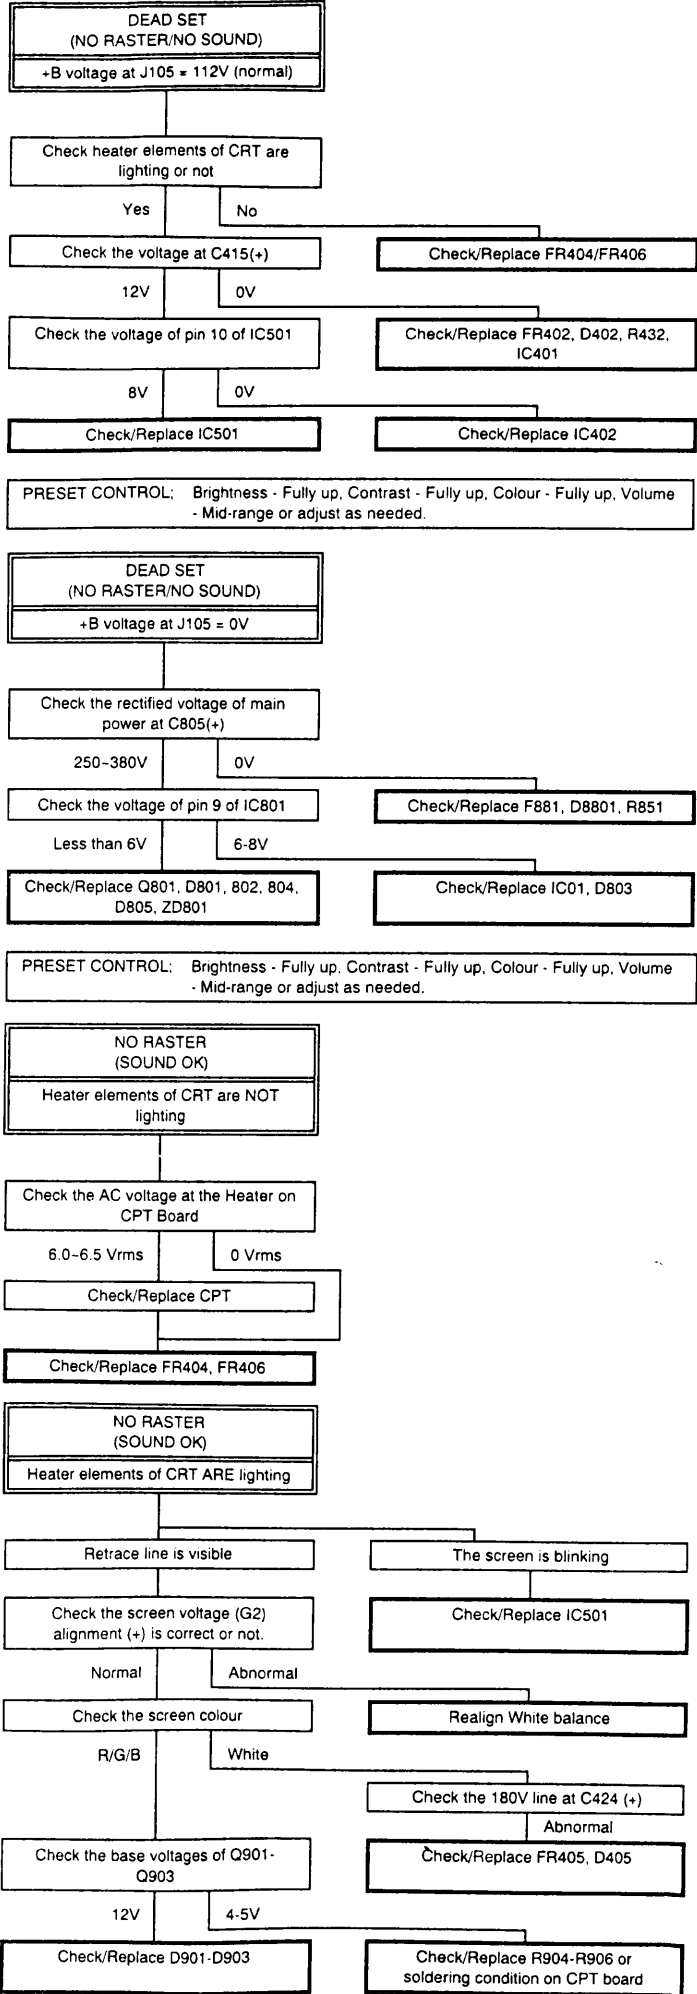 DEAD SET
(NO RASTER/NO SOUND)
+B voltage at J105 = 112V (normal)
Check heater elements of CRT are
lighting or not
Yes
No
Check the voltage at C415(+)
Check/Replace FR404/FR406
12V
0V
Check the voltage of pin 10 of IC501
Check/Replace FR402, D402, R432,
IC401
8V
0V
Check/Replace IC501
Check/Replace IC402
PRESET CONTROL; Brightness - Fully up, Contrast - Fully up, Colour - Fully up, Volume
- Mid-range or adjust as needed.
DEAD SET
(NO RASTER/NO SOUND)
+B voltage at J105 = 0V
Check the rectified voltage of main
power at C805(+)
250~380V
0V
Check the voltage of pin 9 of IC801
Check/Replace F881, D8801, R851
Less than 6V
6-8V
Check/Replace Q801, D801, 802, 804,
D805, ZD801
Check/Replace IC01, D803
PRESET CONTROL; Brightness - Fully up. Contrast - Fully up, Colour - Fully up, Volume
- Mid-range or adjust as needed.
NO RASTER
(SOUND OK)
Heater elements of CRT are NOT
lighting
Check the AC voltage at the Heater on
CPT Board
6.0~6.5 Vrms
0 Vrms
Check/Replace CPT
Check/Replace FR404, FR406
NO RASTER
(SOUND OK)
Heater elements of CRT ARE lighting
Retrace line is visible
The screen is blinking
Check the screen voltage (G2)
alignment (+) is correct or not.
Check/Replace IC501
Normal
Abnormal
Check the screen colour
Realign White balance
R/G/B
White
Check the 180V line at C424 (+)
Abnormal
Check the base voltages of Q901-
Q903
Check/Replace FR405, D405
12V
4-5V
Check/Replace D901-D903
Check/Replace R904-R906 or
soldering condition on CPT board